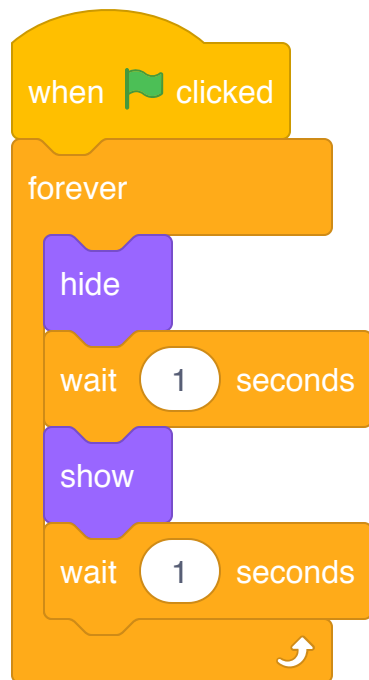 when clicked
forever
hide
wait 1 seconds
show
wait 1 seconds